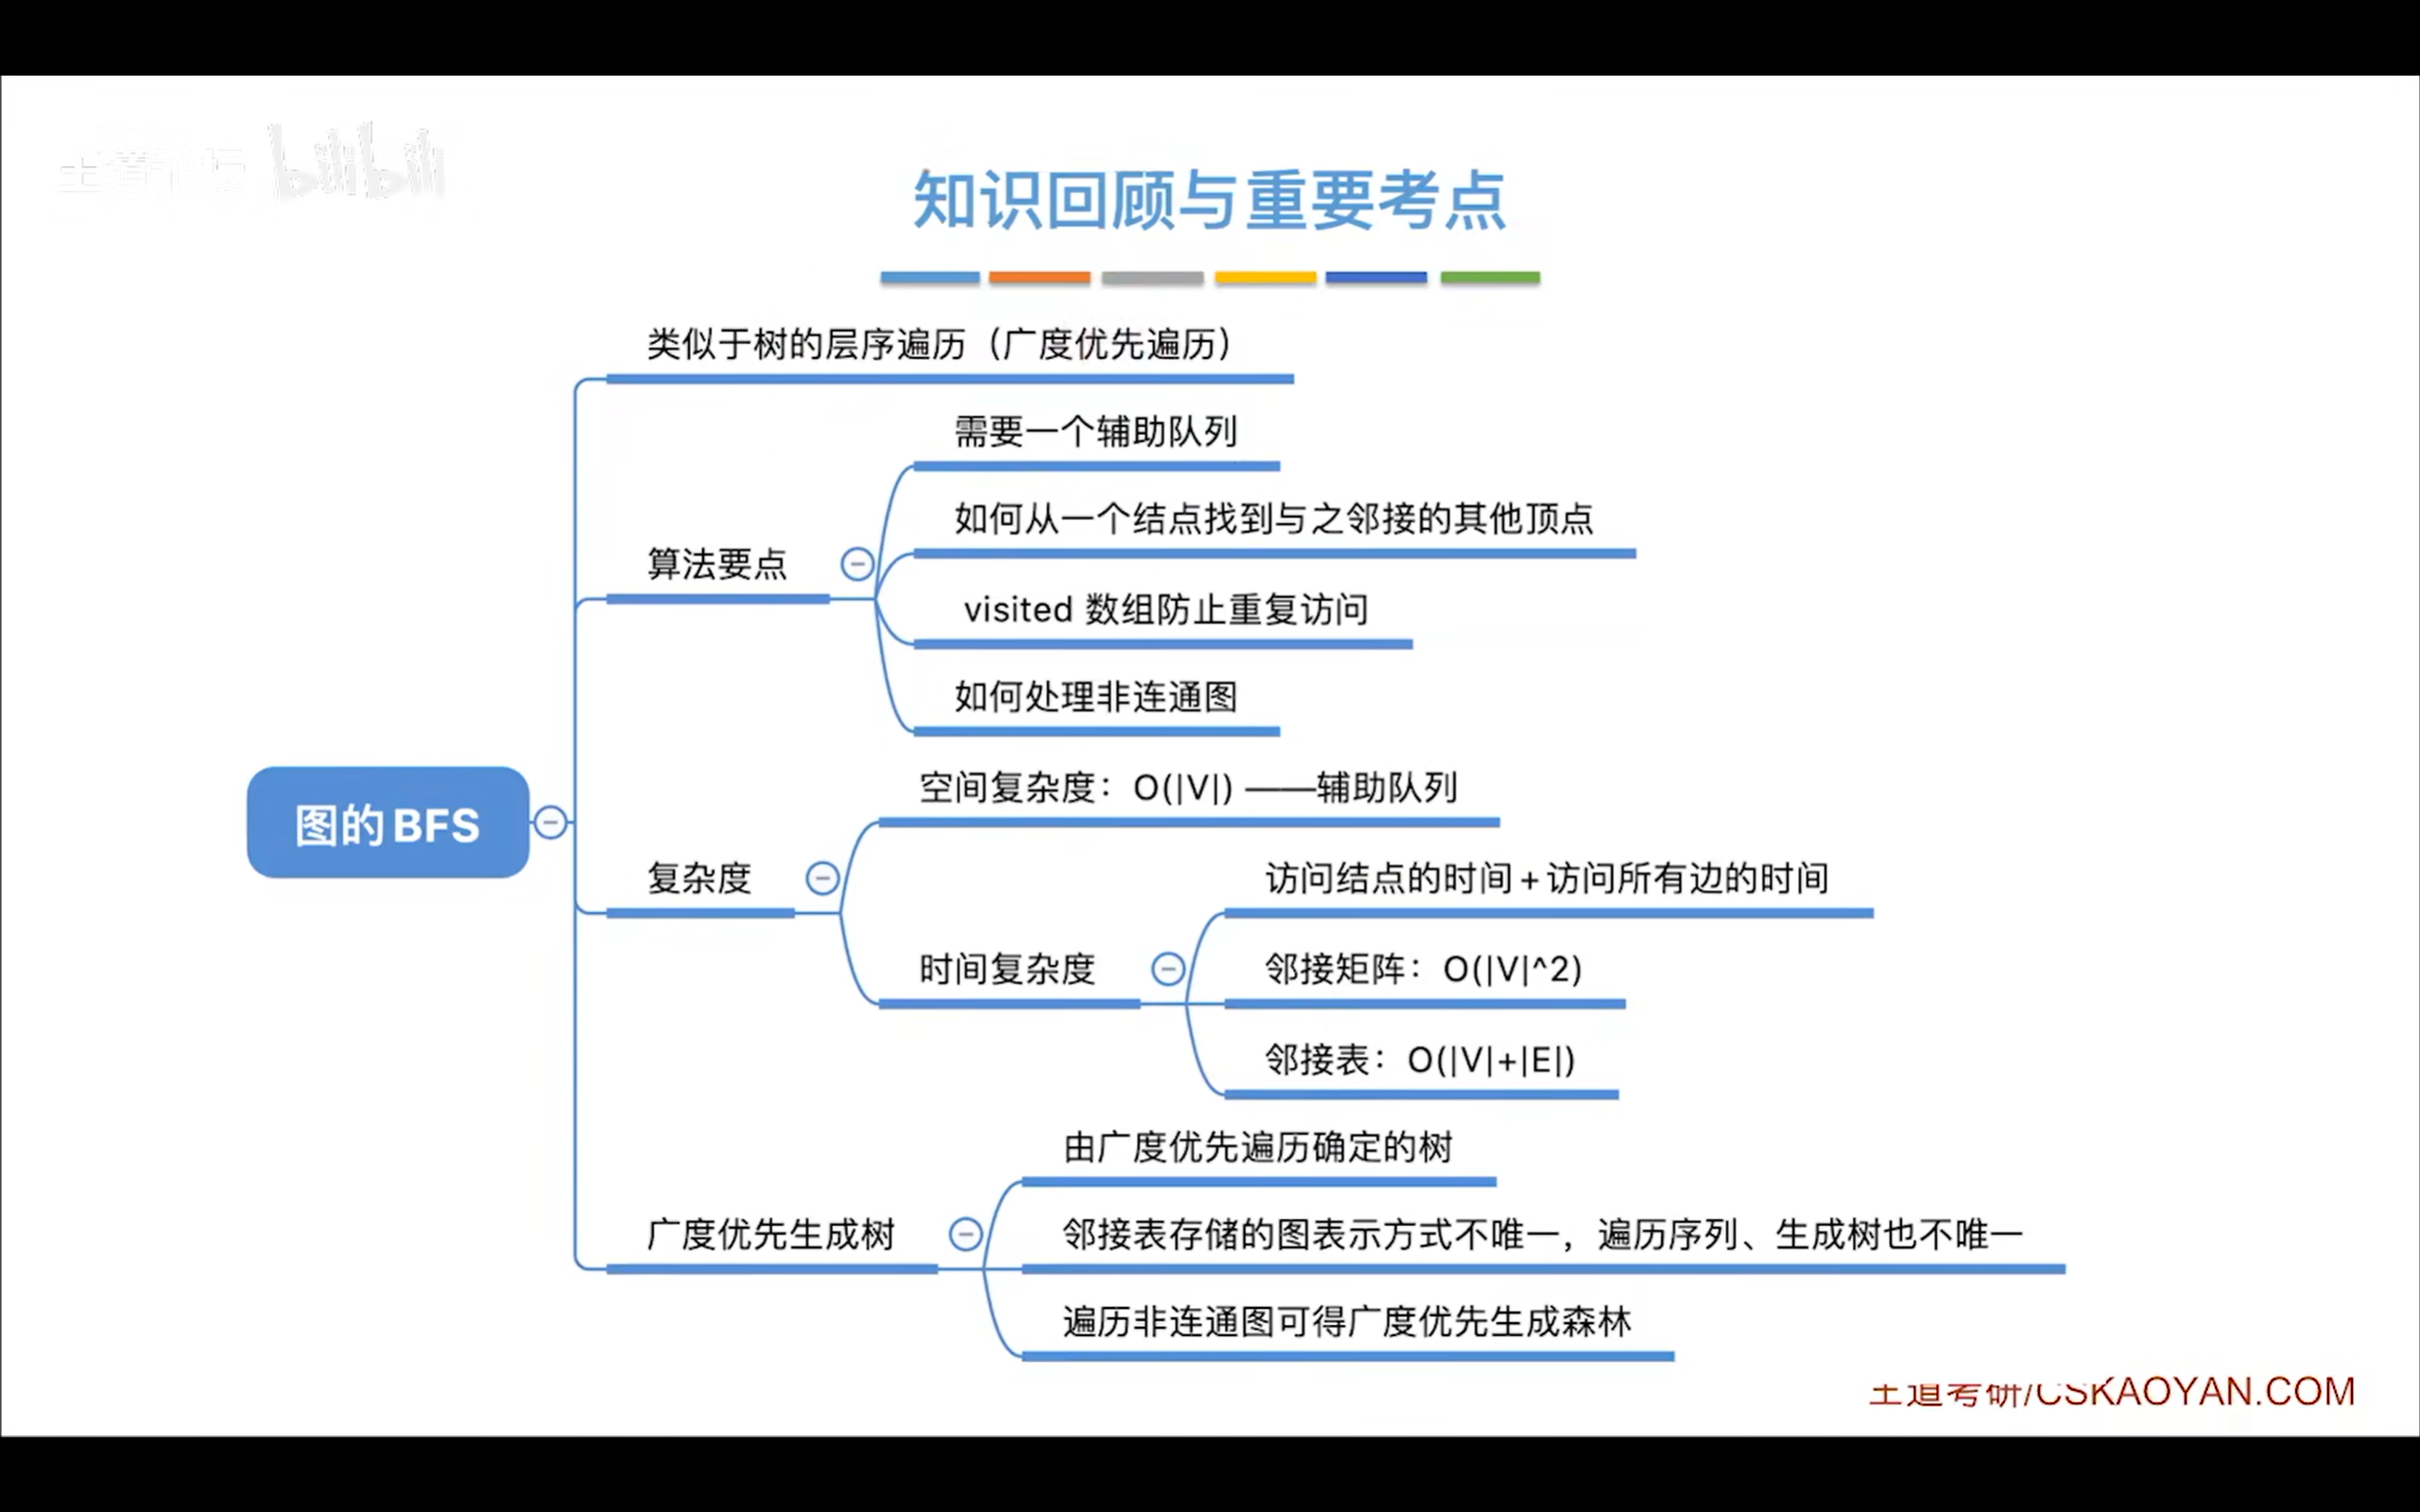 王道论坛 bilibili
知识回顾与重要考点
类似于树的层序遍历（广度优先遍历）
需要一个辅助队列
如何从一个结点找到与之邻接的其他顶点
算法要点
visited 数组防止重复访问
如何处理非连通图
空间复杂度：O(|V|) ——辅助队列
图的BFS
复杂度
访问结点的时间+访问所有边的时间
时间复杂度
邻接矩阵：O(|V|^2)
邻接表：O(|V|+|E|)
由广度优先遍历确定的树
广度优先生成树
邻接表存储的图表示方式不唯一，遍历序列、生成树也不唯一
遍历非连通图可得广度优先生成森林
王道考研/CSKAOYAN.COM